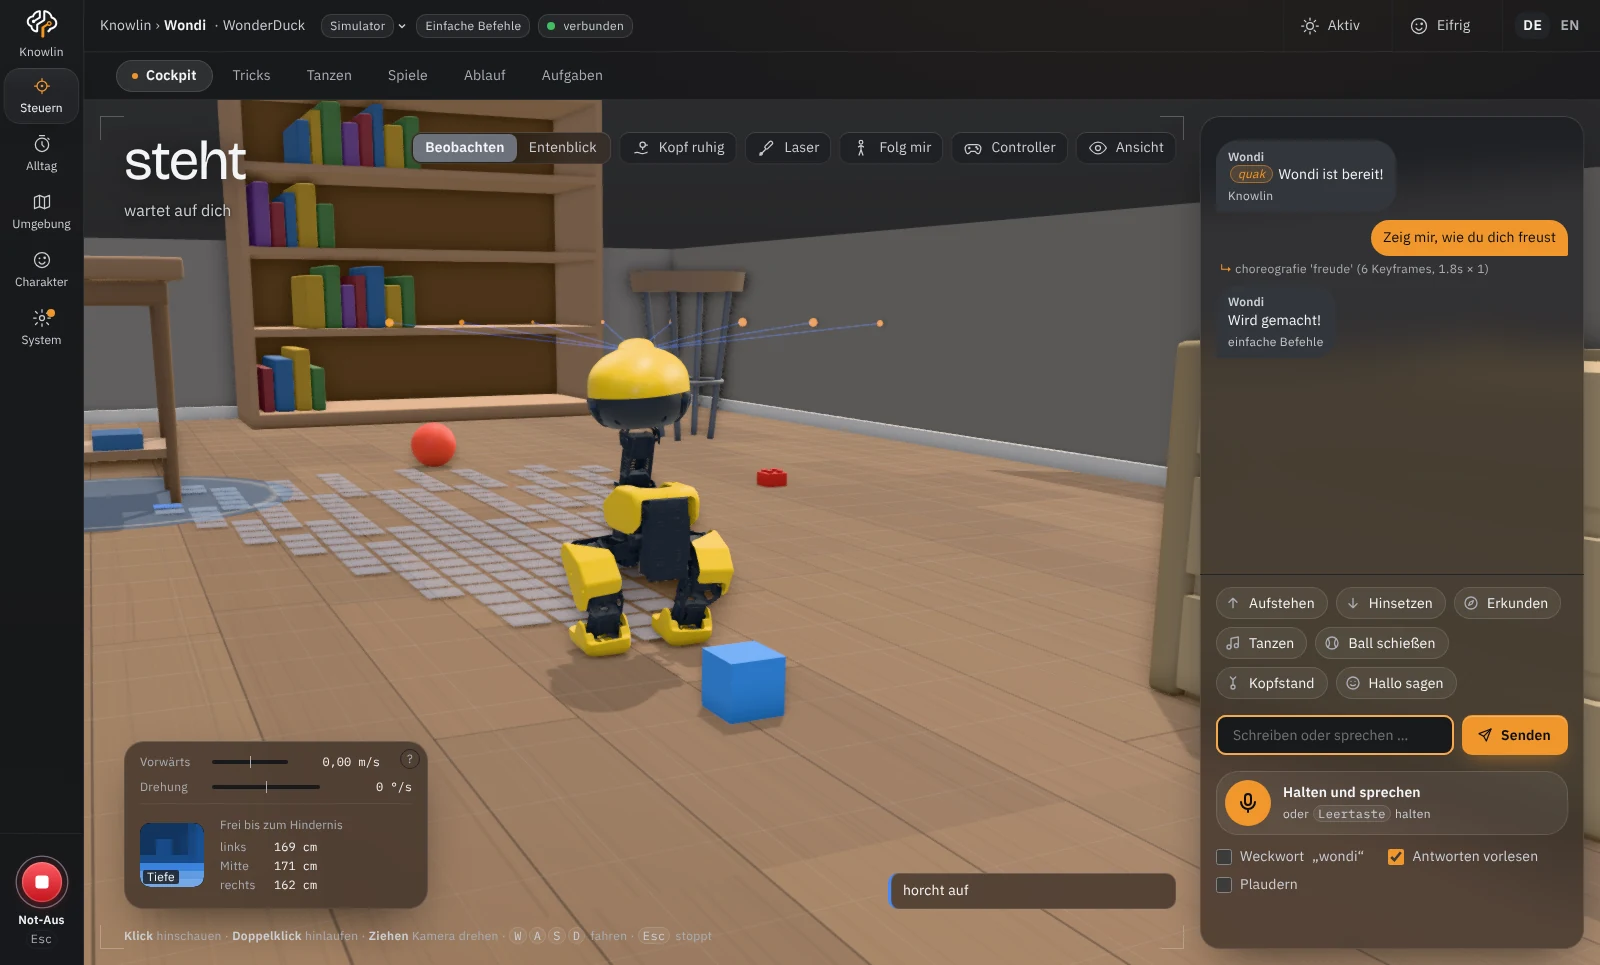 Knowlin
Steuern
Alltag
Umgebung
Charakter
System
Not-Aus
Esc
Knowlin › Wondi · WonderDuck Simulator Einfache Befehle verbunden
Aktiv Eifrig DE EN
Cockpit Tricks Tanzen Spiele Ablauf Aufgaben
steht
wartet auf dich
Beobachten Entenblick Kopf ruhig Laser Folg mir Controller Ansicht
Vorwärts 0,00 m/s ?
Drehung 0 °/s
Tiefe
Frei bis zum Hindernis
links 169 cm
Mitte 171 cm
rechts 162 cm
horcht auf
Klick hinschauen · Doppelklick hinlaufen · Ziehen Kamera drehen · W A S D fahren · Esc stoppt
Wondi
quak Wondi ist bereit!
Knowlin
Zeig mir, wie du dich freust
↳ choreografie 'freude' (6 Keyframes, 1.8s × 1)
Wondi
Wird gemacht!
einfache Befehle
Aufstehen Hinsetzen Erkunden
Tanzen Ball schießen
Kopfstand Hallo sagen
Schreiben oder sprechen … Senden
Halten und sprechen
oder Leertaste halten
Weckwort „wondi“ Antworten vorlesen
Plaudern